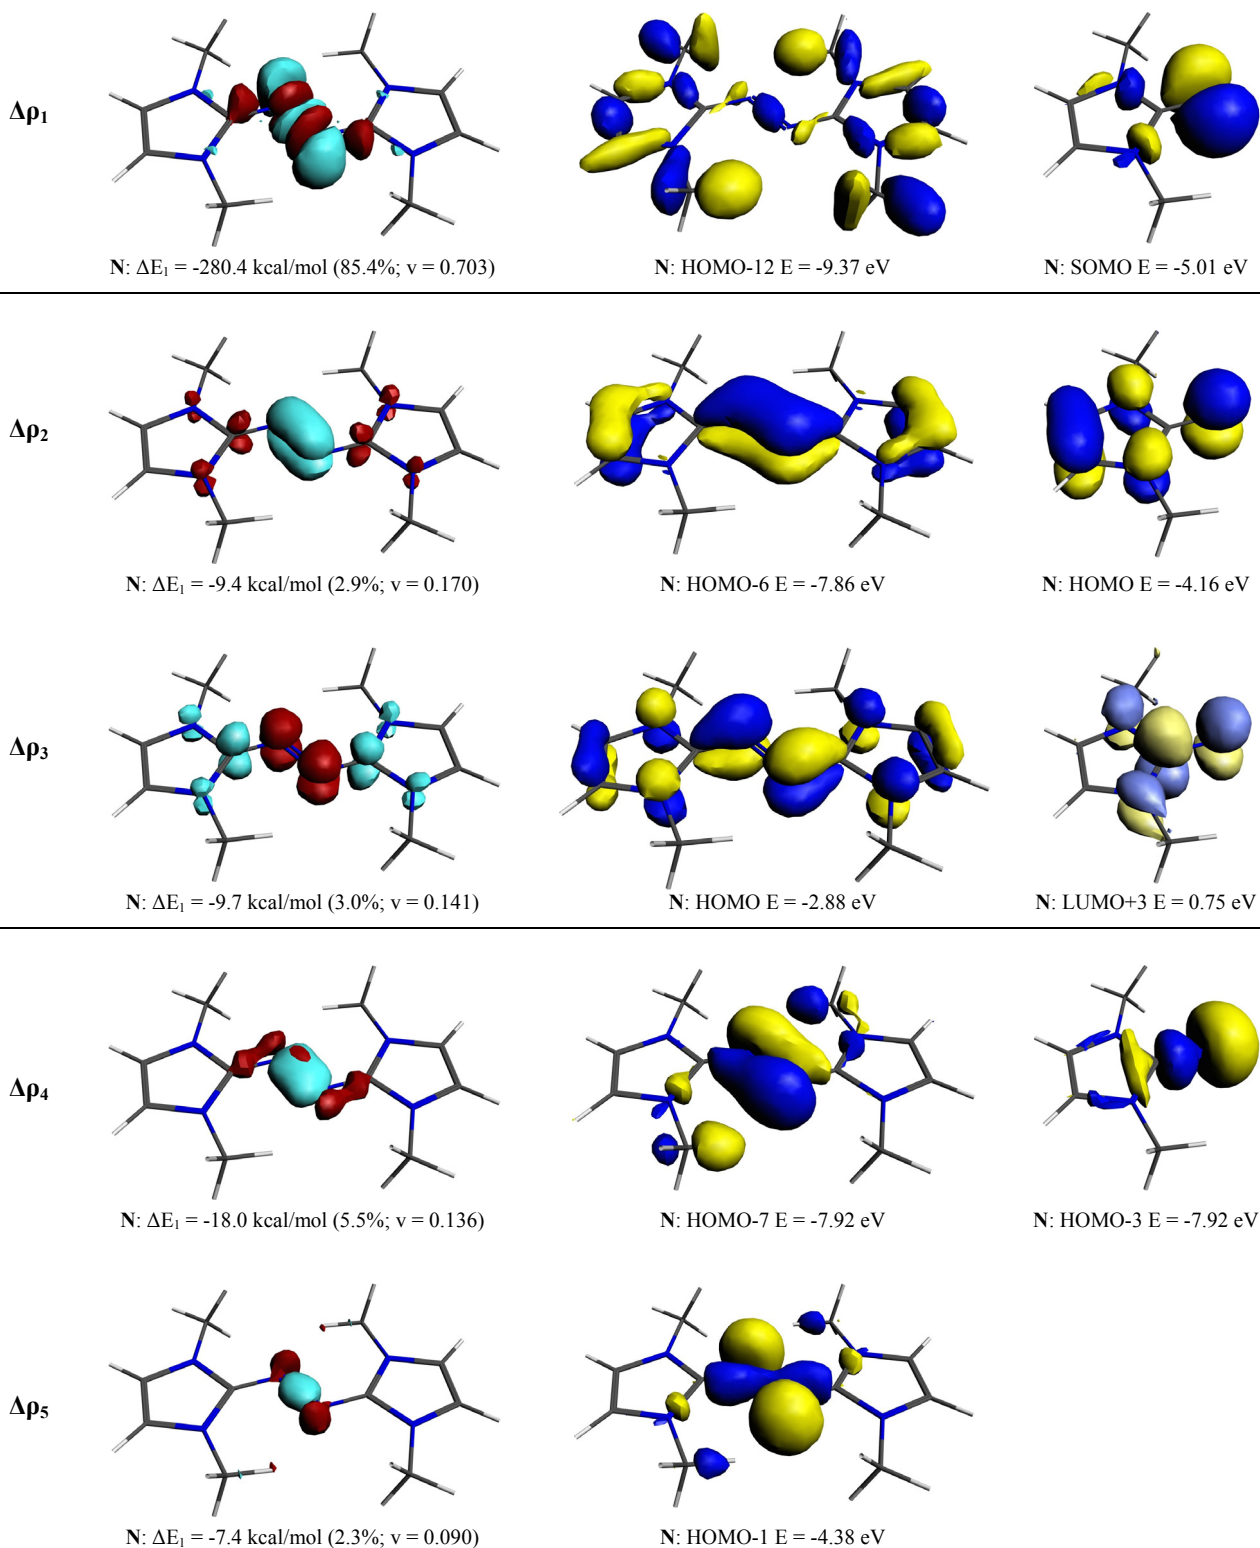 Δρ₁
N: ΔE₁ = -280.4 kcal/mol (85.4%; v = 0.703) N: HOMO-12 E = -9.37 eV N: SOMO E = -5.01 eV
Δρ₂
N: ΔE₁ = -9.4 kcal/mol (2.9%; v = 0.170) N: HOMO-6 E = -7.86 eV N: HOMO E = -4.16 eV
Δρ₃
N: ΔE₁ = -9.7 kcal/mol (3.0%; v = 0.141) N: HOMO E = -2.88 eV N: LUMO+3 E = 0.75 eV
Δρ₄
N: ΔE₁ = -18.0 kcal/mol (5.5%; v = 0.136) N: HOMO-7 E = -7.92 eV N: HOMO-3 E = -7.92 eV
Δρ₅
N: ΔE₁ = -7.4 kcal/mol (2.3%; v = 0.090) N: HOMO-1 E = -4.38 eV